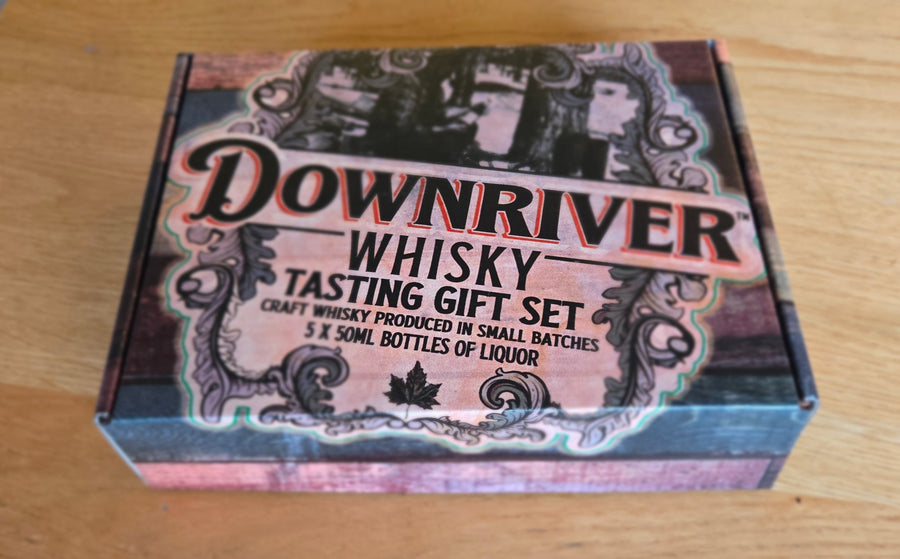 DOWNRIVER™
WHISKY
TASTING GIFT SET
CRAFT WHISKY PRODUCED IN SMALL BATCHES
5 X 50ML BOTTLES OF LIQUOR